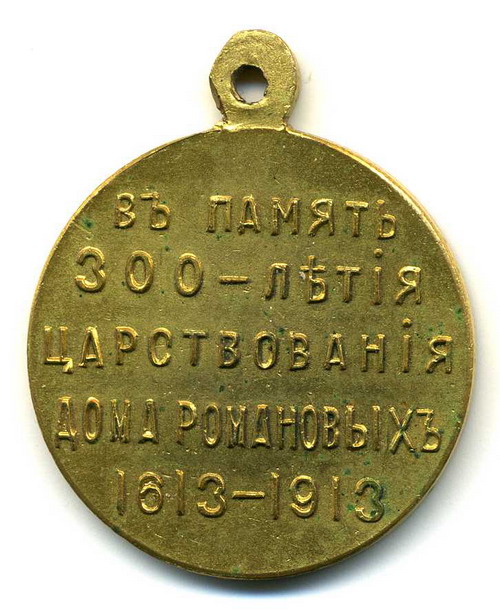 ВЪ ПАМЯТЬ
300-ЛѢТІЯ
ЦАРСТВОВАНІЯ
ДОМА РОМАНОВЫХЪ
1613-1913